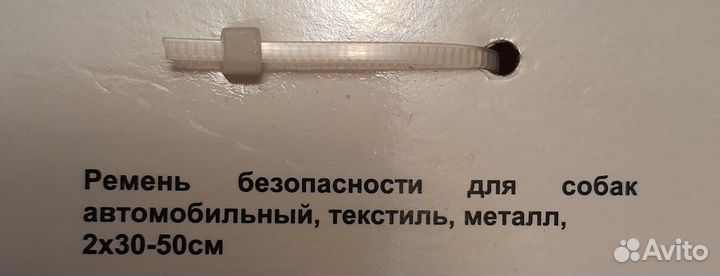 Ремень безопасности для собак
автомобильный, текстиль, металл,
2х30-50см
Avito